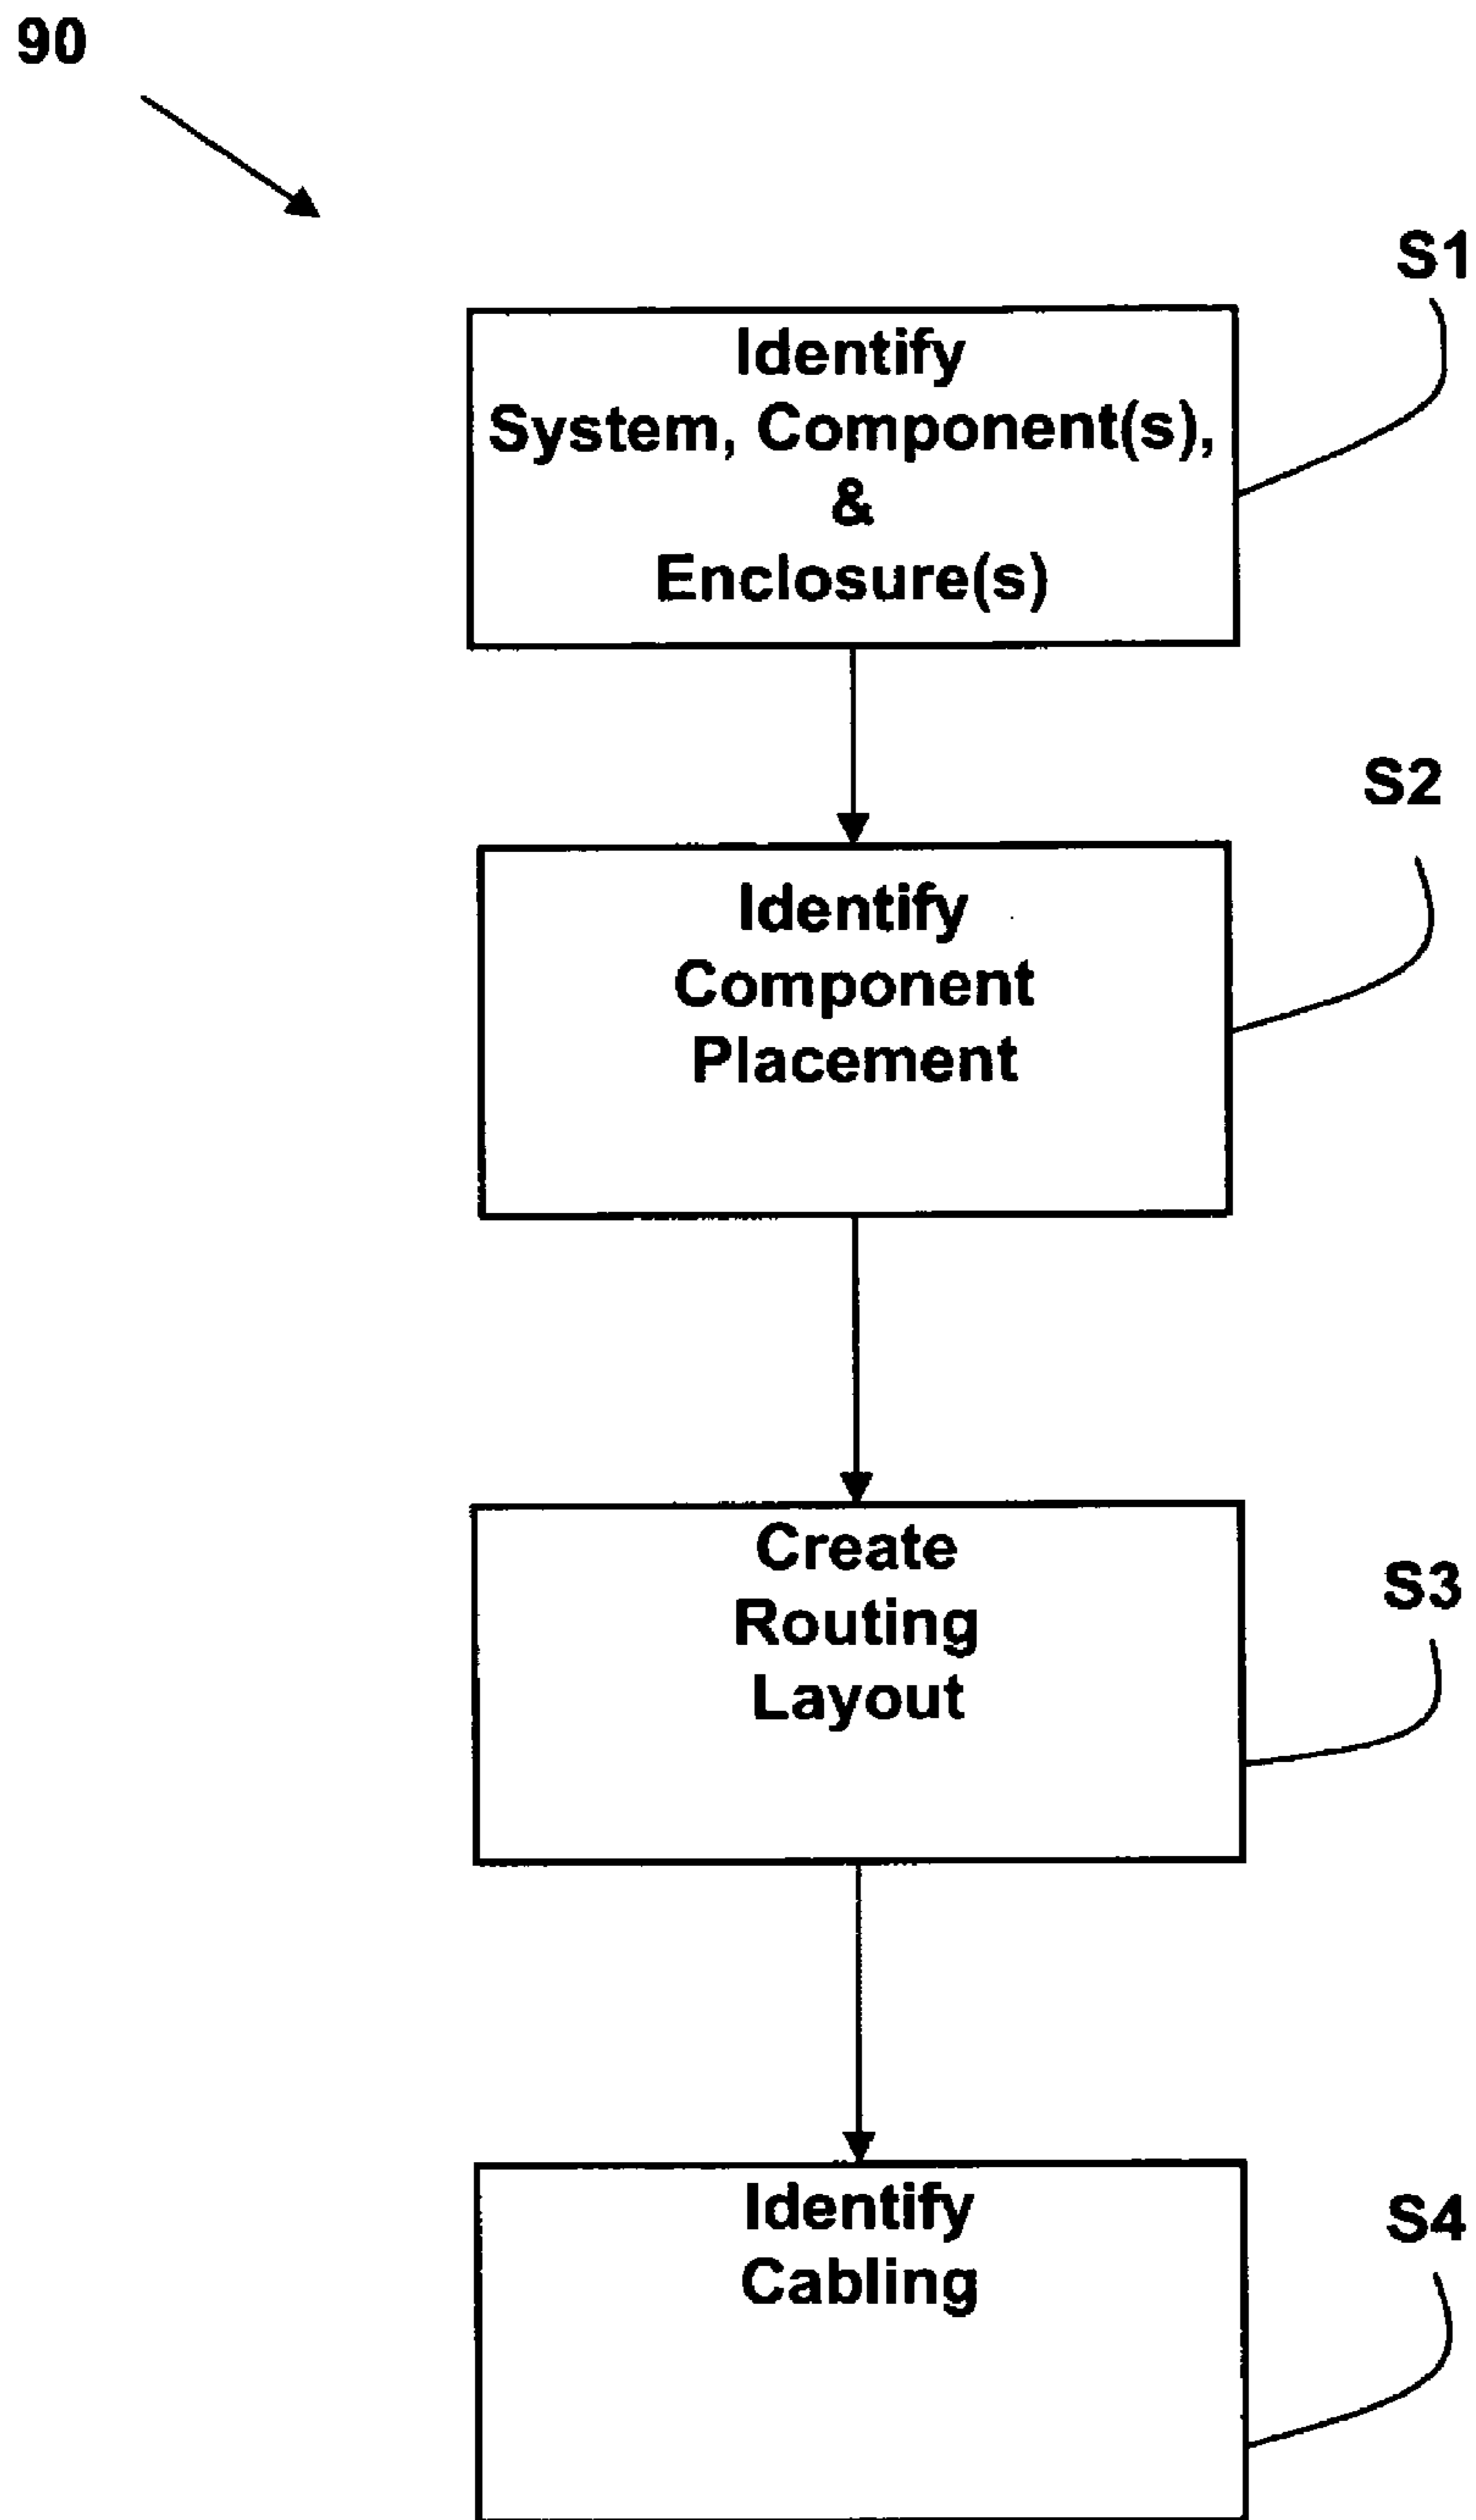 90
S1
Identify
System, Component(s),
&
Enclosure(s)
S2
Identify
Component
Placement
S3
Create
Routing
Layout
S4
Identify
Cabling